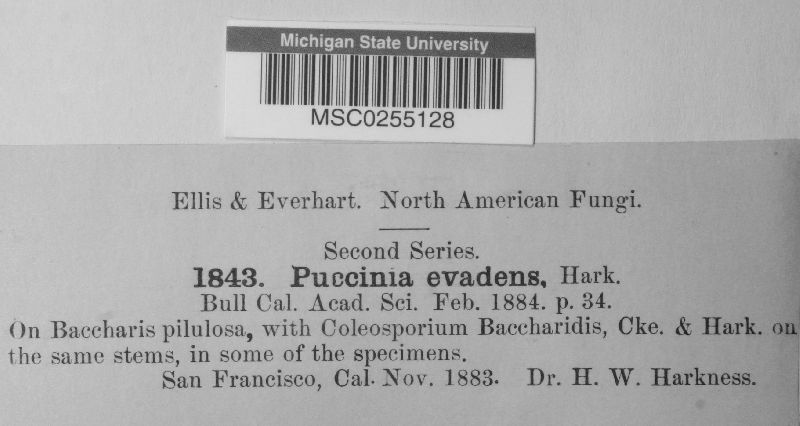 Michigan State University
MSC0255128
Ellis & Everhart. North American Fungi.
Second Series.
1843. Puccinia evadens, Hark.
Bull Cal. Acad. Sci. Feb. 1884. p. 34.
On Baccharis pilulosa, with Coleosporium Baccharidis, Cke. & Hark. on
the same stems, in some of the specimens.
San Francisco, Cal. Nov. 1883. Dr. H. W. Harkness.